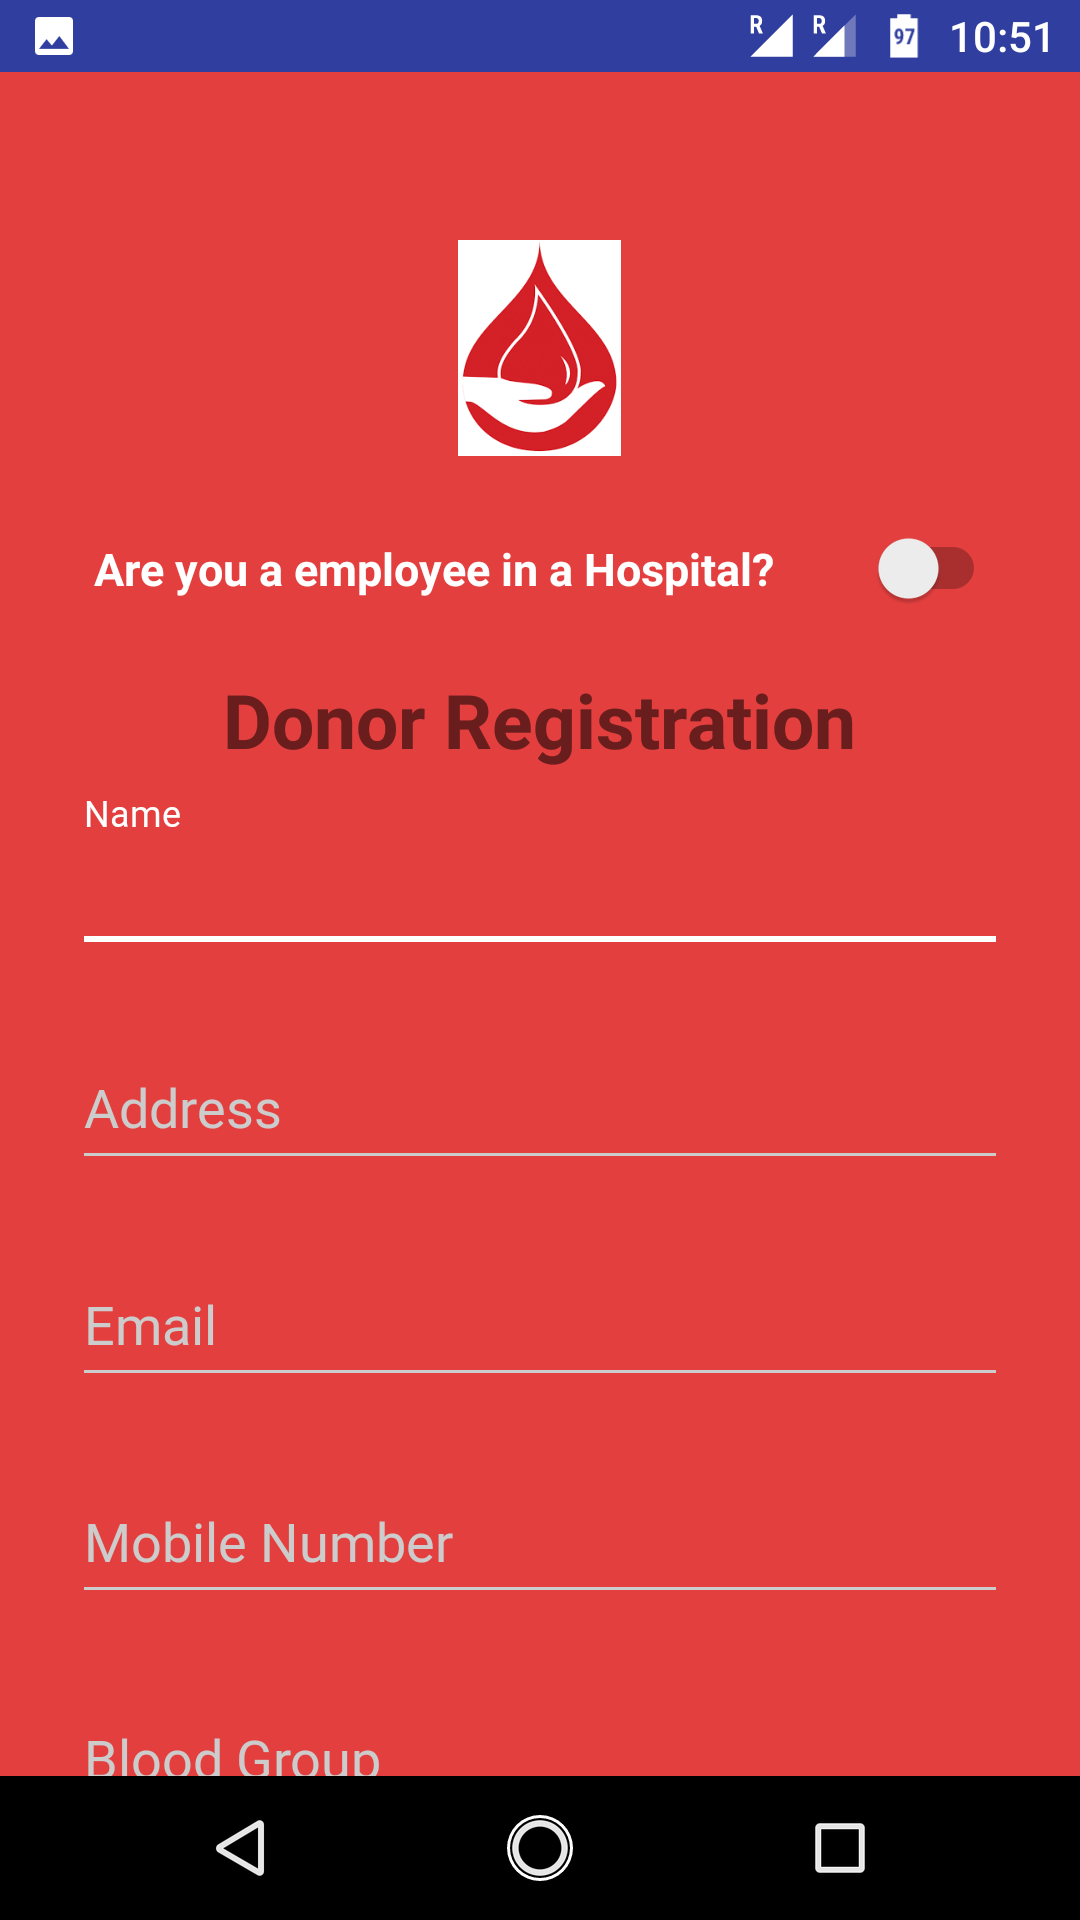 R R 97 10:51
Are you a employee in a Hospital?
Donor Registration
Name
Address
Email
Mobile Number
Blood Group